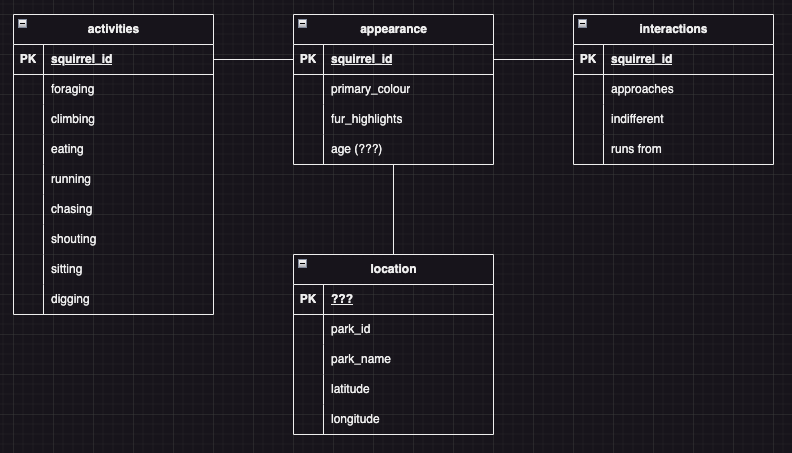 activities
PK squirrel_id
foraging
climbing
eating
running
chasing
shouting
sitting
digging
appearance
PK squirrel_id
primary_colour
fur_highlights
age (???)
interactions
PK squirrel_id
approaches
indifferent
runs from
location
PK ???
park_id
park_name
latitude
longitude